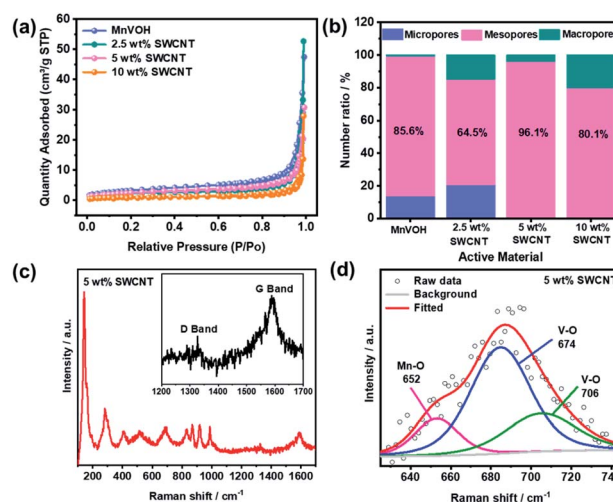 (a)
MnVOH
2.5 wt% SWCNT
5 wt% SWCNT
10 wt% SWCNT
Quantity Adsorbed (cm³/g STP)
60
50
40
30
20
10
0
0.0 0.2 0.4 0.6 0.8 1.0
Relative Pressure (P/Po)
(b)
Micropores Mesopores Macropores
Number ratio / %
100
80
60
40
20
0
85.6%
64.5%
96.1%
80.1%
MnVOH
2.5 wt%
SWCNT
5 wt%
SWCNT
10 wt%
SWCNT
Active Material
(c)
5 wt% SWCNT
Intensity / a.u.
G Band
D Band
1200 1300 1400 1500 1600 1700
200 400 600 800 1000 1200 1400 1600
Raman shift / cm⁻¹
(d)
Raw data
Background
Fitted
5 wt% SWCNT
Intensity / a.u.
V-O
674
Mn-O
652
V-O
706
640 660 680 700 720 740
Raman shift / cm⁻¹